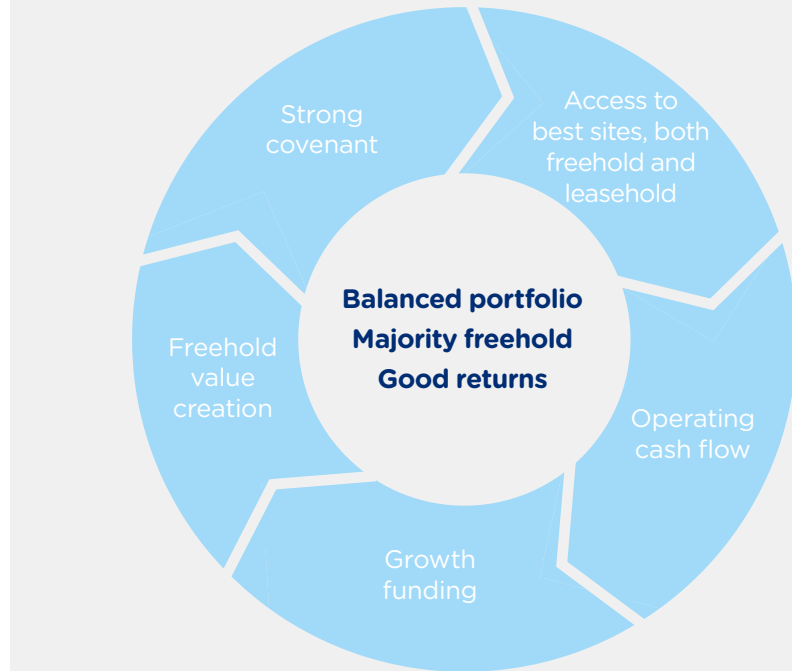 Strong
covenant
Access to
best sites, both
freehold and
leasehold
Balanced portfolio
Majority freehold
Good returns
Freehold
value
creation
Operating
cash flow
Growth
funding